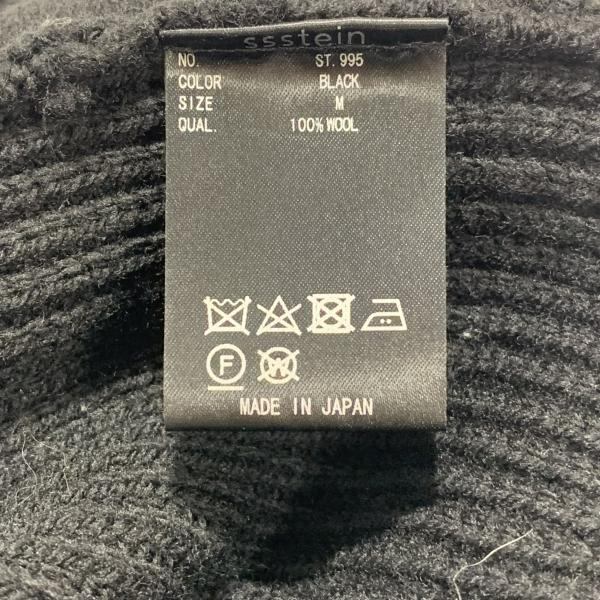 ssstein
NO. ST.995
COLOR BLACK
SIZE M
QUAL. 100%WOOL
F W
MADE IN JAPAN